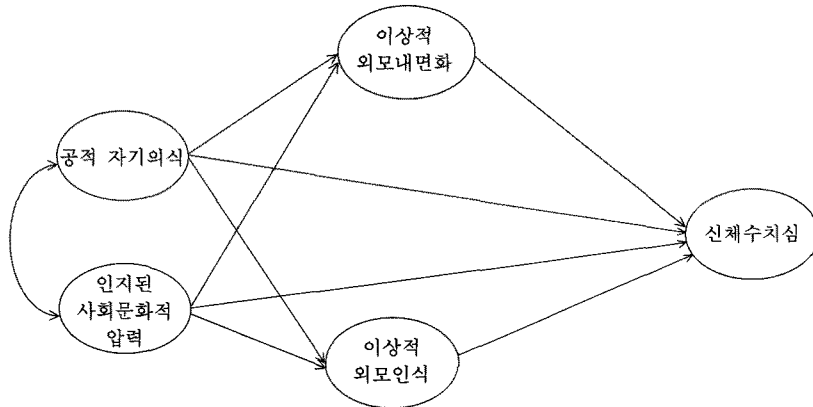 이상적
외모내면화
공적 자기의식
신체수치심
인지된
사회문화적
압력
이상적
외모인식